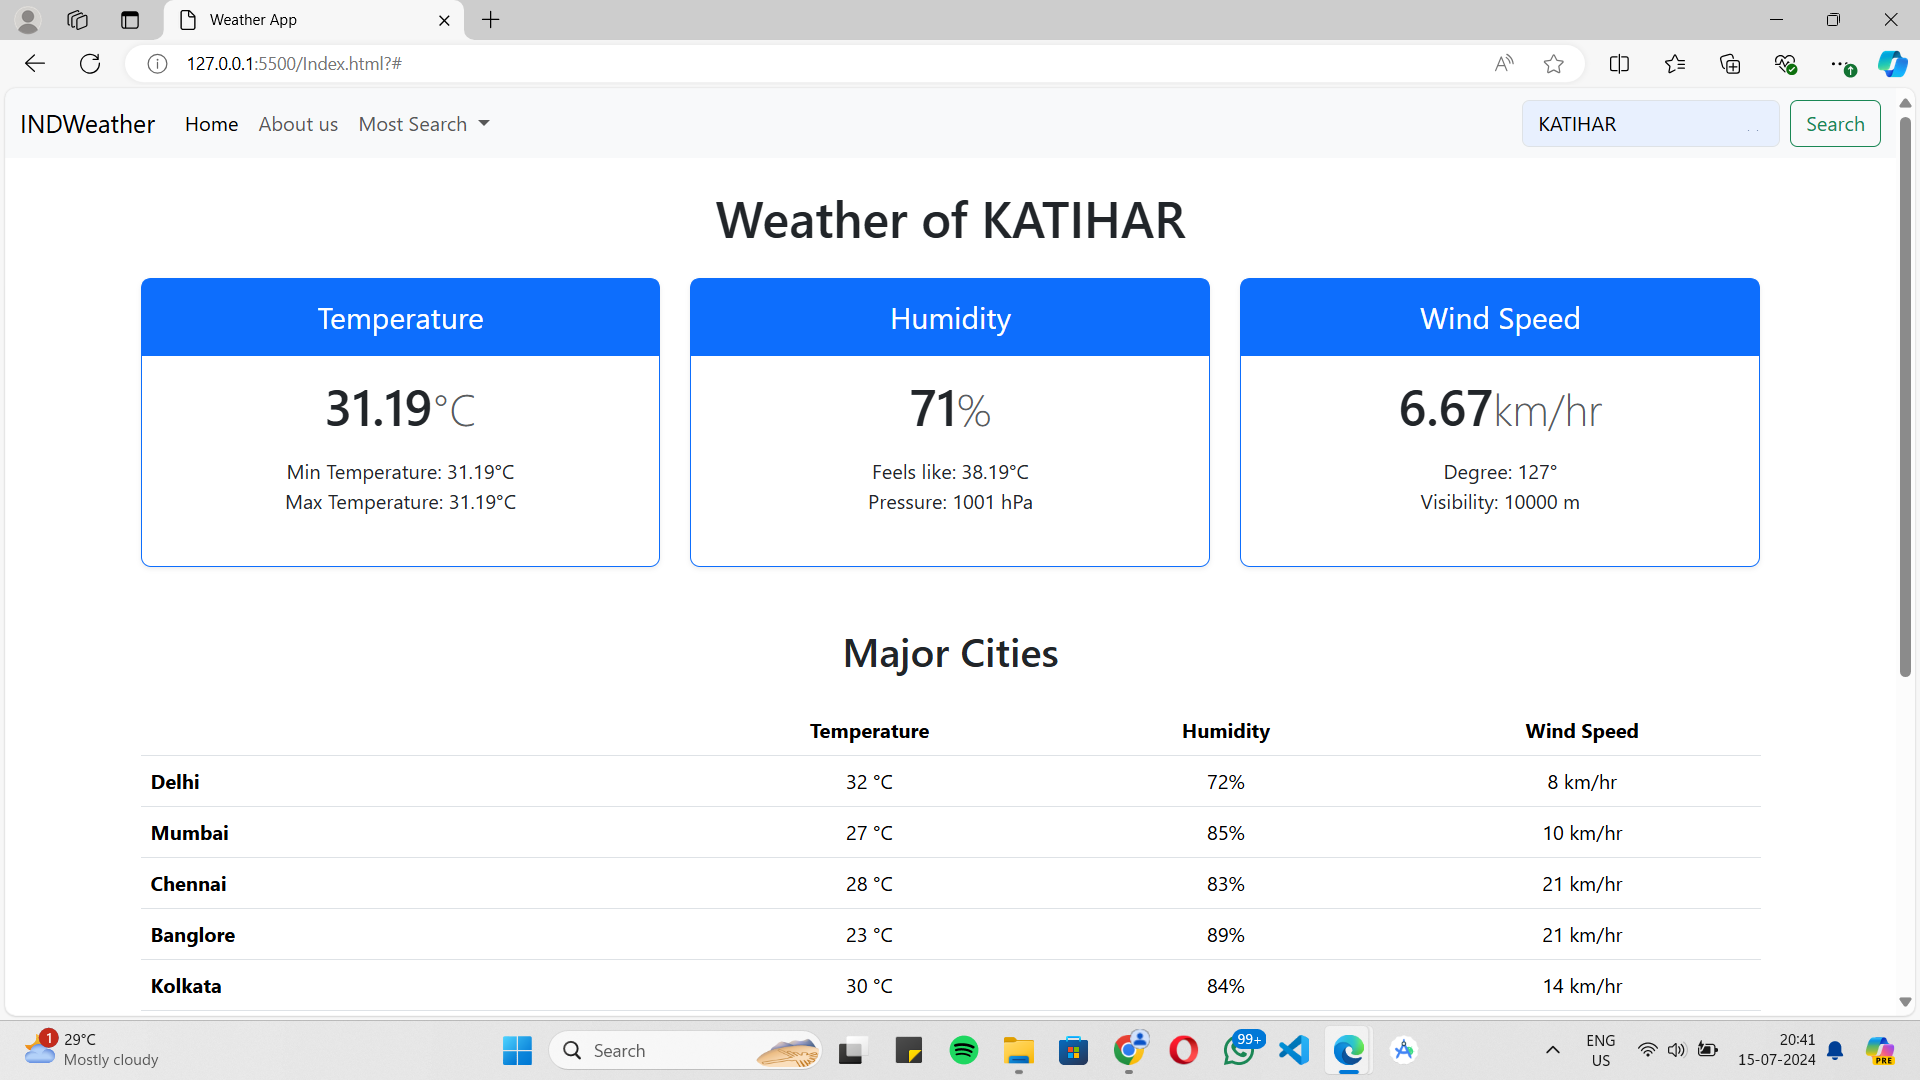 Weather App
127.0.0.1:5500/Index.html?#
INDWeather Home About us Most Search KATIHAR Search
Weather of KATIHAR
Temperature Humidity Wind Speed
31.19°C 71% 6.67km/hr
Min Temperature: 31.19°C Feels like: 38.19°C Degree: 127°
Max Temperature: 31.19°C Pressure: 1001 hPa Visibility: 10000 m
Major Cities
Temperature Humidity Wind Speed
Delhi 32 °C 72% 8 km/hr
Mumbai 27 °C 85% 10 km/hr
Chennai 28 °C 83% 21 km/hr
Banglore 23 °C 89% 21 km/hr
Kolkata 30 °C 84% 14 km/hr
1 29°C
Mostly cloudy
Search
99+
ENG
US
20:41
15-07-2024
PRE